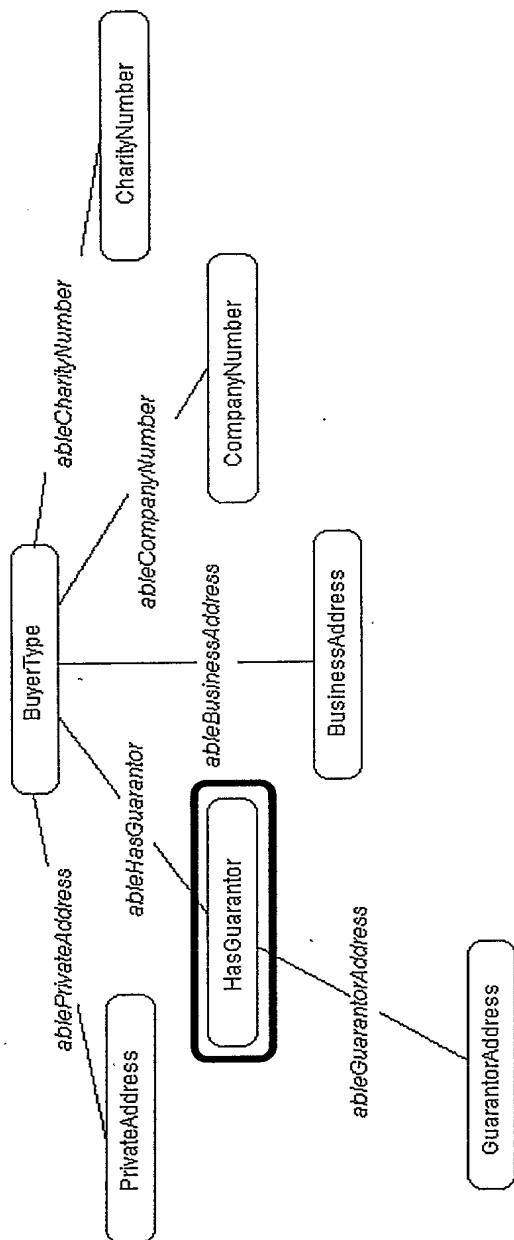 BuyerType
ablePrivateAddress
ableHasGuarantor
ableBusinessAddress
ableCompanyNumber
ableCharityNumber
PrivateAddress
HasGuarantor
BusinessAddress
CompanyNumber
CharityNumber
ableGuarantorAddress
GuarantorAddress